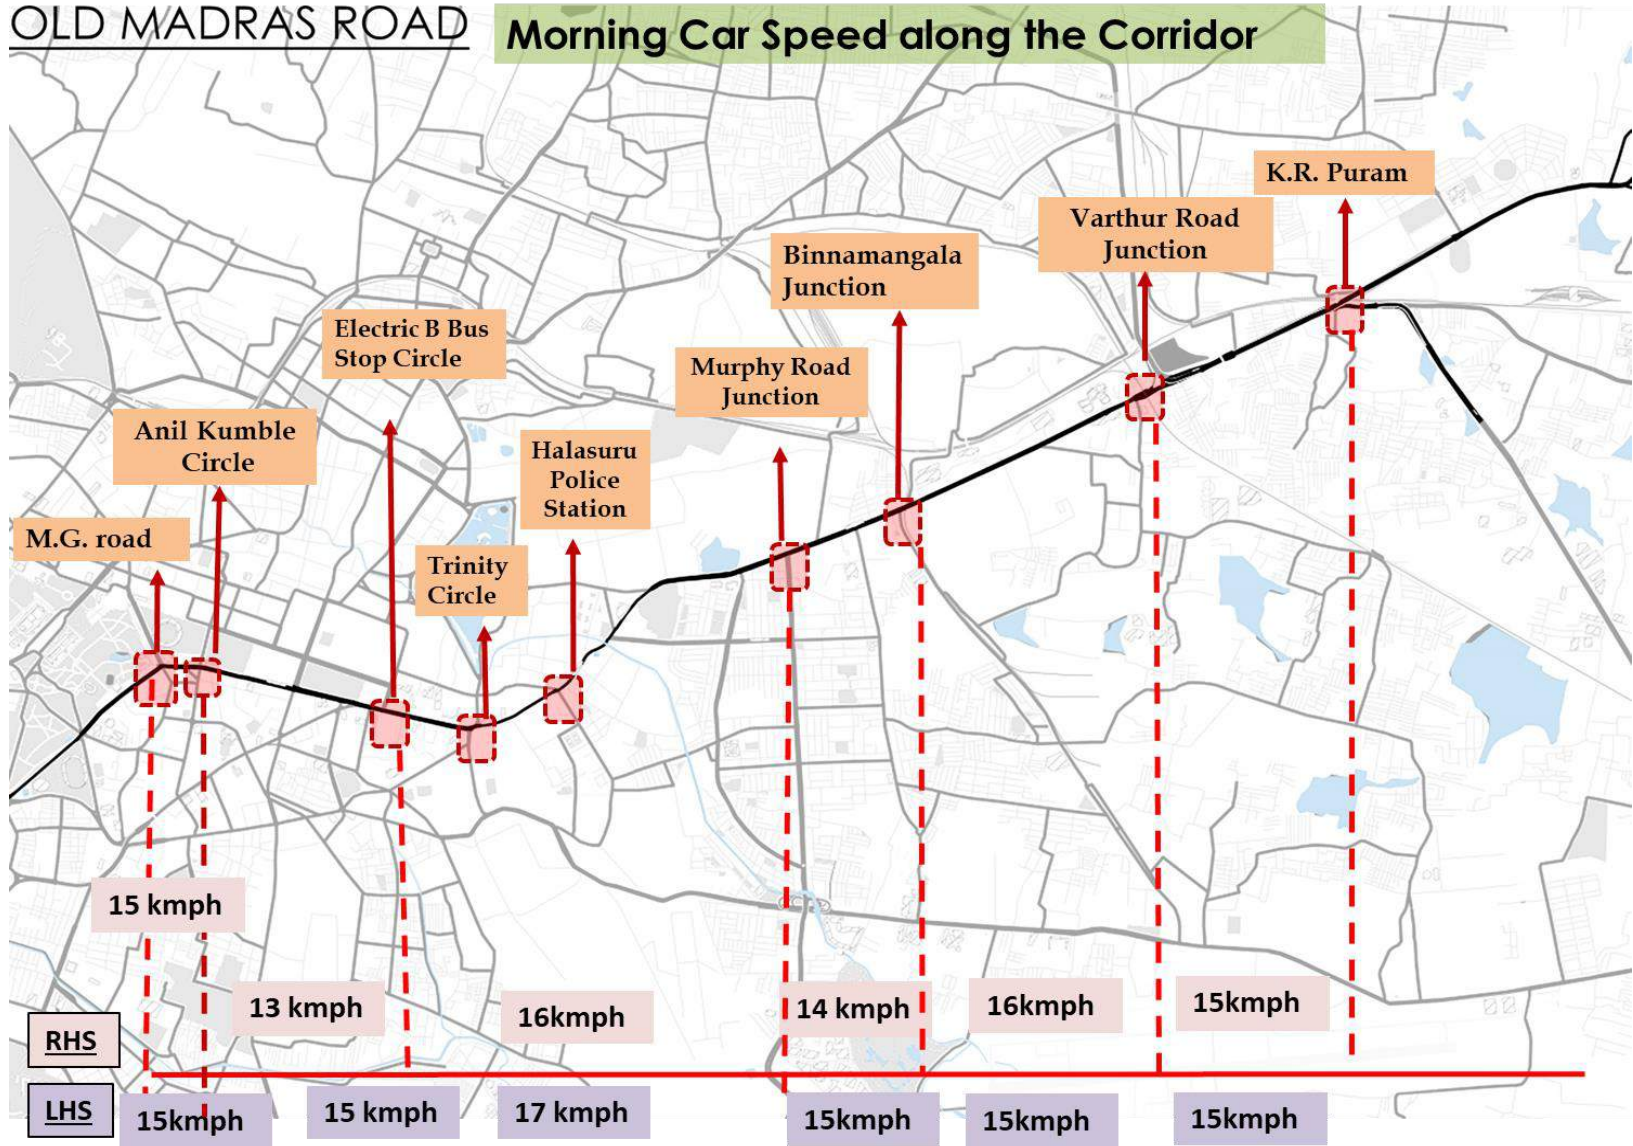 OLD MADRAS ROAD
Morning Car Speed along the Corridor
K.R. Puram
Varthur Road
Junction
Binnamangala
Junction
Electric B Bus
Stop Circle
Murphy Road
Junction
Anil Kumble
Circle
Halasuru
Police
Station
M.G. road
Trinity
Circle
15 kmph
13 kmph
16kmph
14 kmph
16kmph
15kmph
RHS
LHS
15kmph
15 kmph
17 kmph
15kmph
15kmph
15kmph